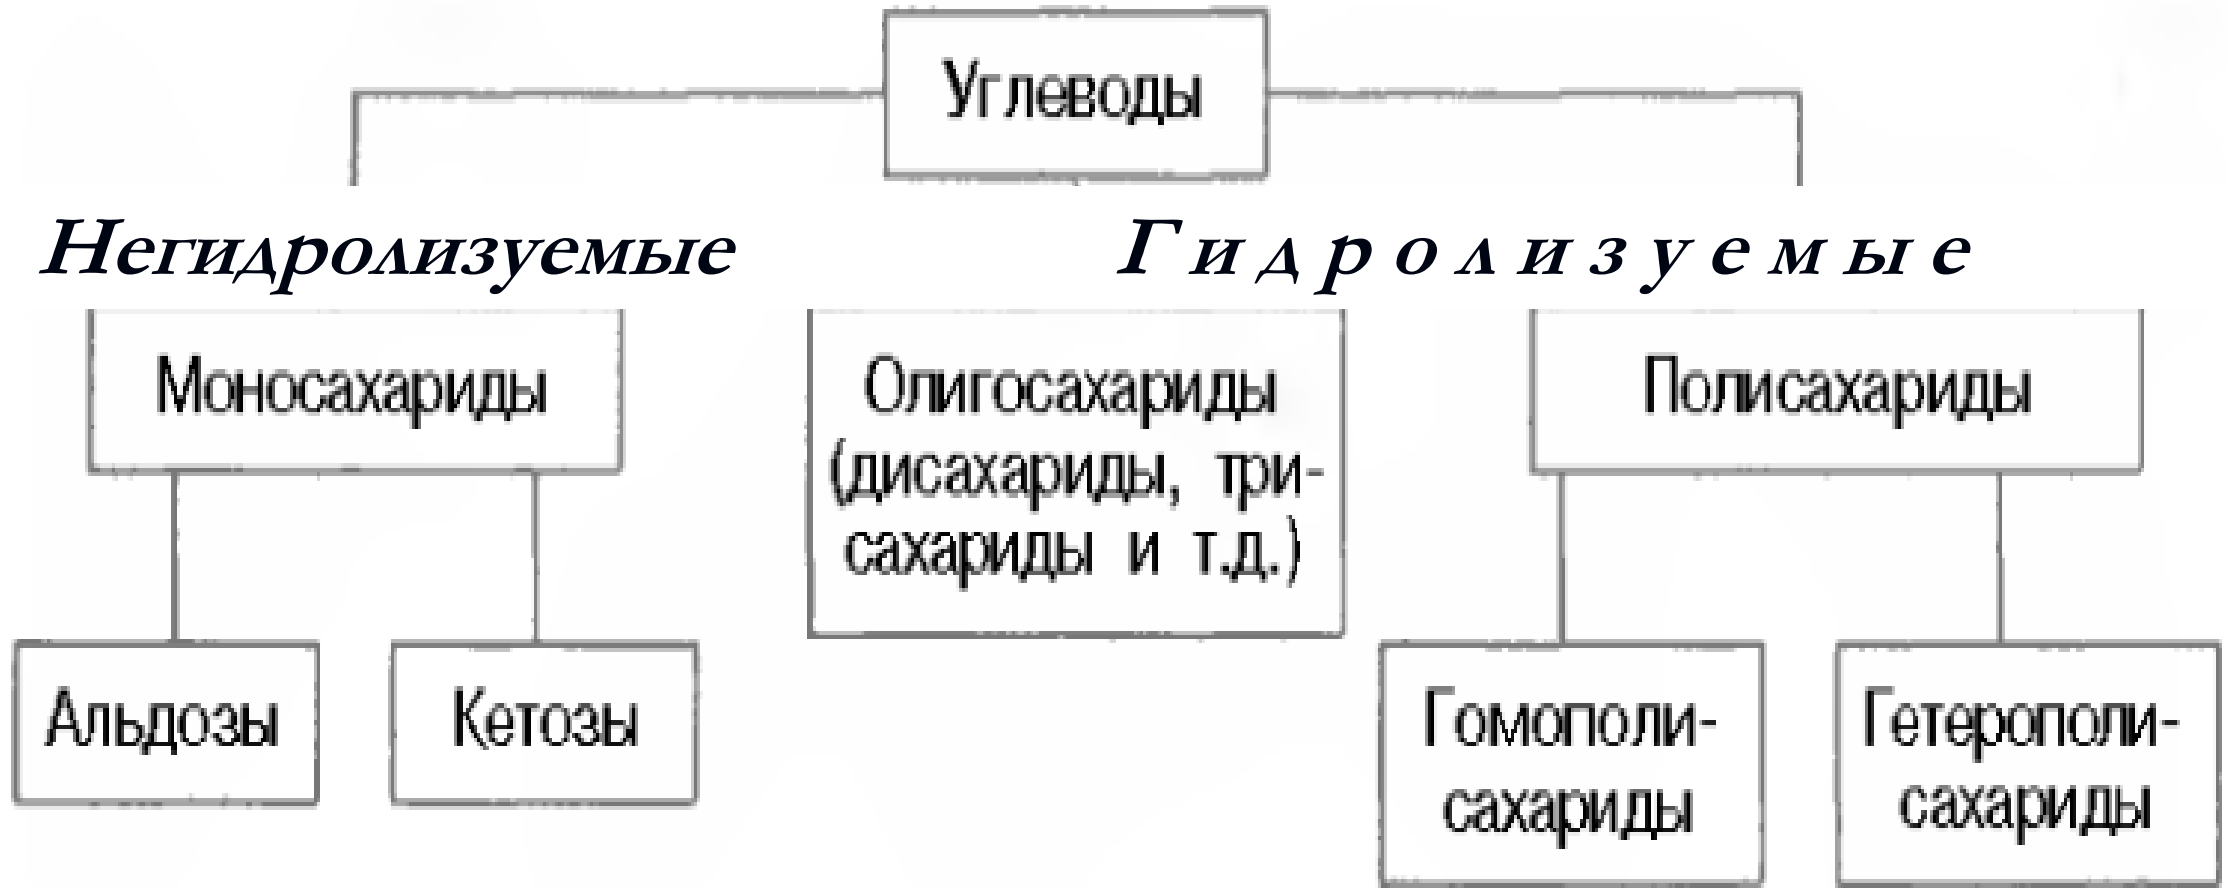 Углеводы
Негидролизуемые
Гидролизуемые
Моносахариды
Олигосахариды
(дисахариды, три-
сахариды и т.д.)
Полисахариды
Альдозы
Кетозы
Гомополи-
сахариды
Гетерополи-
сахариды